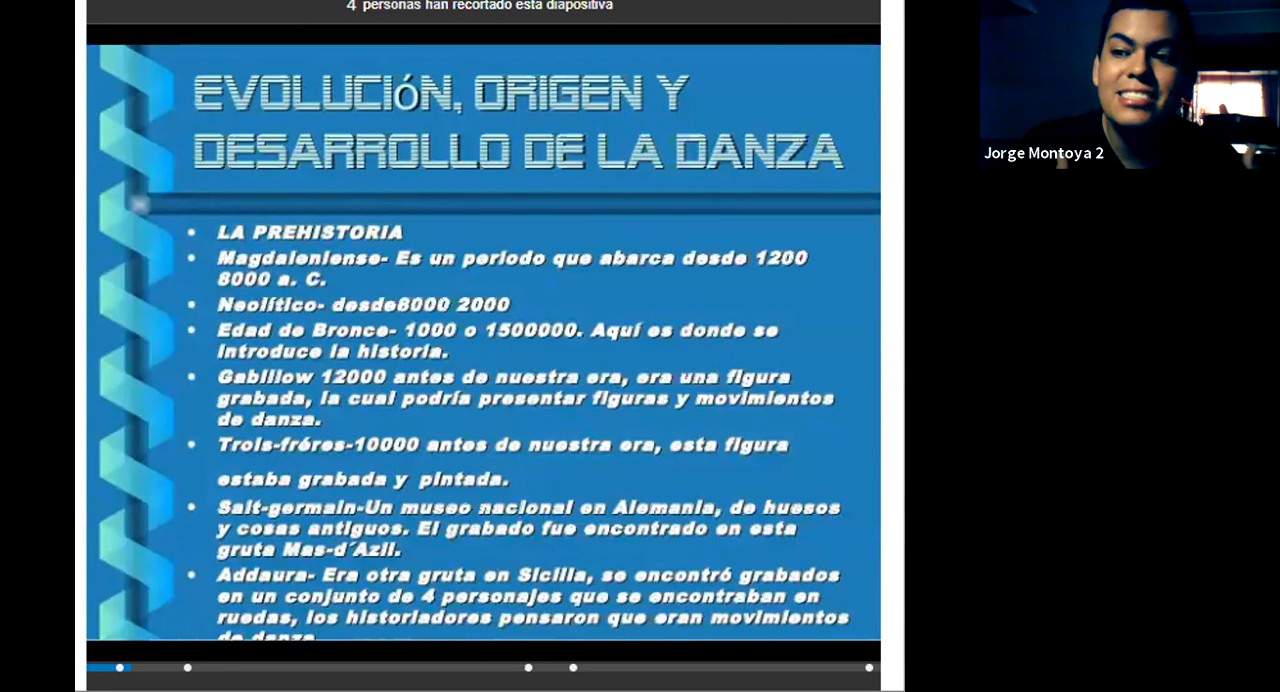 4 personas han recortado esta diapositiva
EVOLUCIóN, ORIGEN Y
DESARROLLO DE LA DANZA
• LA PREHISTORIA
• Magdaleniense- Es un periodo que abarca desde 1200
8000 a. C.
• Neolítico- desde8000 2000
• Edad de Bronce- 1000 o 1500000. Aquí es donde se
introduce la historia.
• Gabillow 12000 antes de nuestra era, era una figura
grabada, la cual podría presentar figuras y movimientos
de danza.
• Trois-fréres-10000 antes de nuestra era, esta figura
estaba grabada y pintada.
• Sait-germain-Un museo nacional en Alemania, de huesos
y cosas antiguos. El grabado fue encontrado en esta
gruta Mas-d´Azil.
• Addaura- Era otra gruta en Sicilia, se encontró grabados
en un conjunto de 4 personajes que se encontraban en
ruedas, los historiadores pensaron que eran movimientos
de danza
Jorge Montoya 2